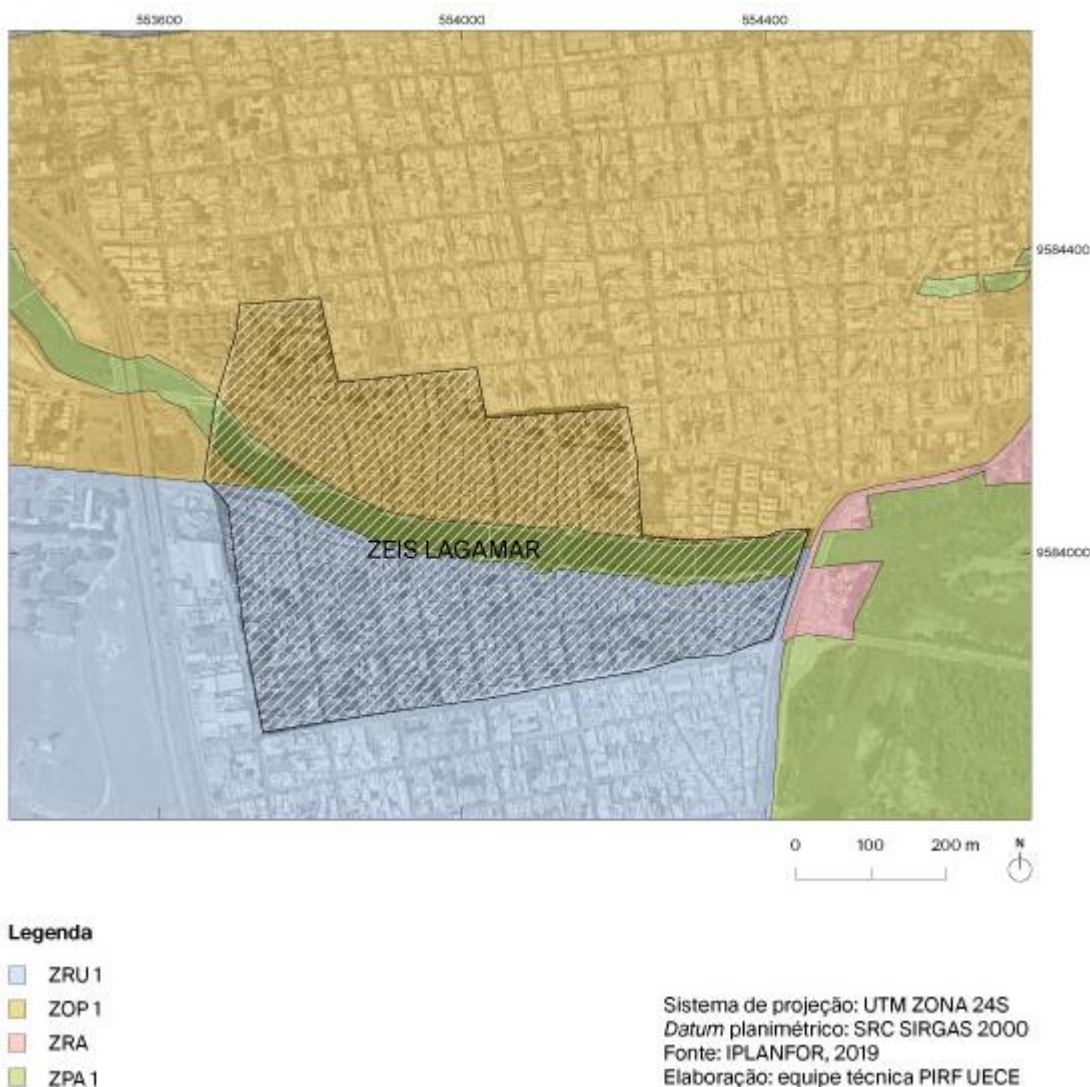 553600 554000 554400
9584400
ZEIS LAGAMAR
9584000
0 100 200 m N
Legenda
ZRU 1
ZOP 1
ZRA
ZPA 1
Sistema de projeção: UTM ZONA 24S
Datum planimétrico: SRC SIRGAS 2000
Fonte: IPLANFOR, 2019
Elaboração: equipe técnica PIRF UECE